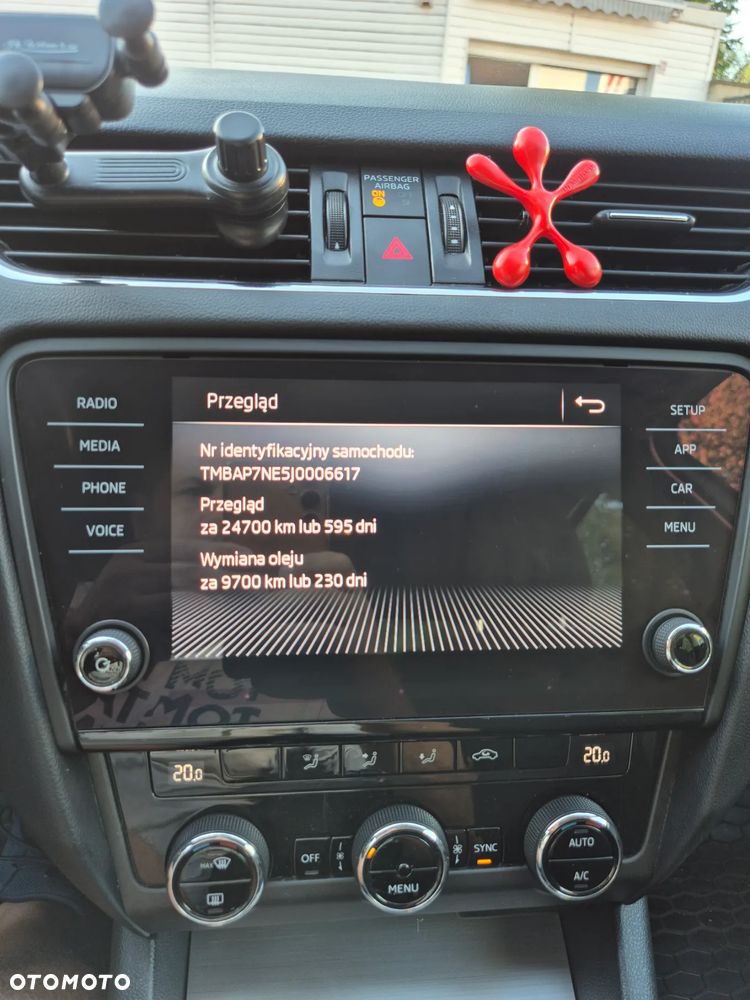 PASSENGER
AIRBAG
ON
RADIO
MEDIA
PHONE
VOICE
Przegląd
Nr identyfikacyjny samochodu:
TMBAP7NE5J0006617
Przegląd
za 24700 km lub 595 dni
Wymiana oleju
za 9700 km lub 230 dni
SETUP
APP
CAR
MENU
20.0
20.0
MAX
OFF
MENU
SYNC
AUTO
A/C
OTOMOTO